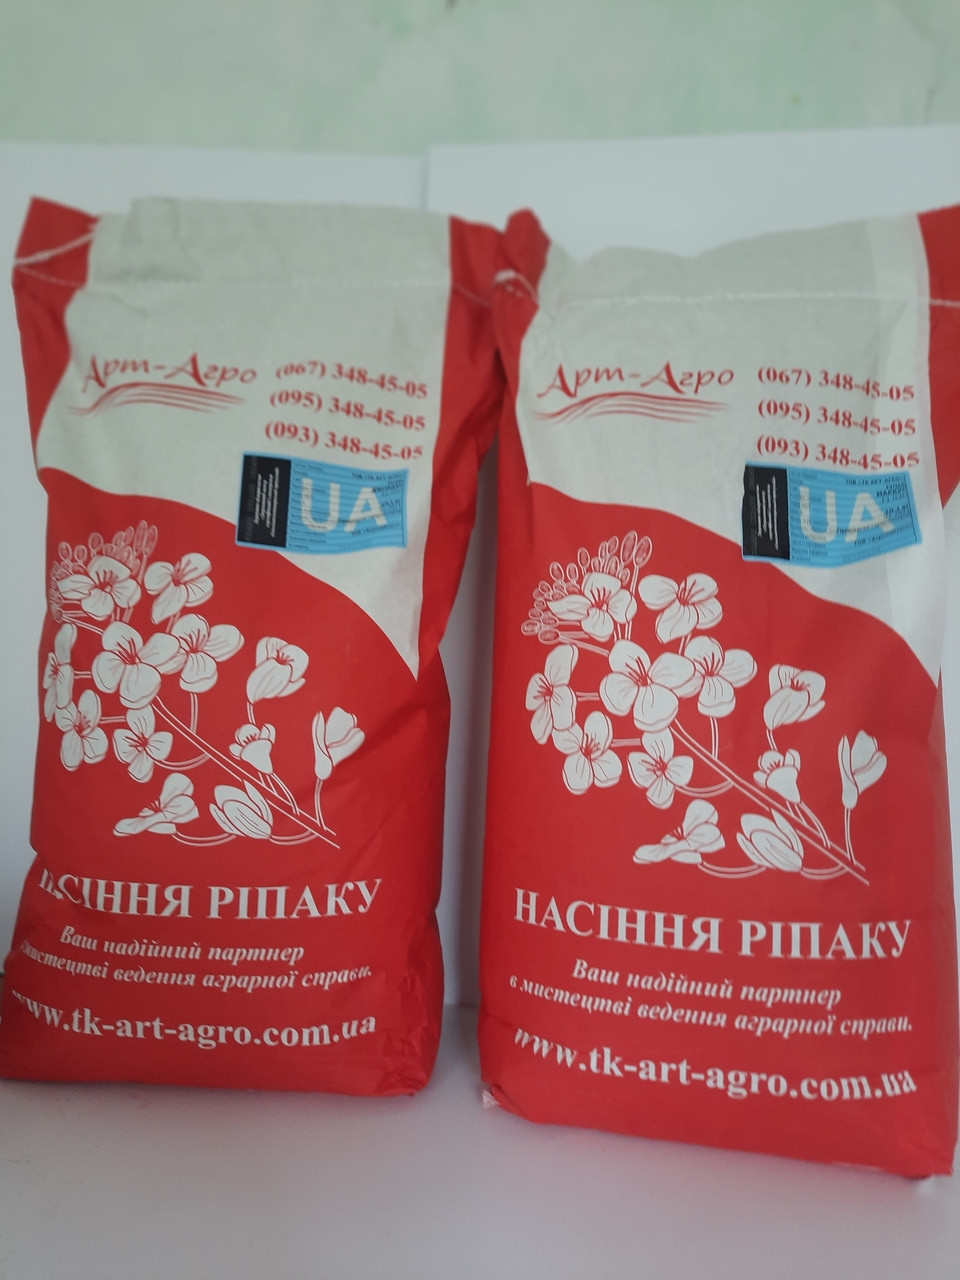 Арт-Агро
(067) 348-45-05
(095) 348-45-05
(093) 348-45-05
UA
НАСІННЯ РІПАКУ
Ваш надійний партнер
мистецтві ведення аграрної справи.
www.tk-art-agro.com.ua
Арт-Агро
(067) 348-45-05
(095) 348-45-05
(093) 348-45-05
UA
НАСІННЯ РІПАКУ
Ваш надійний партнер
в мистецтві ведення аграрної справи.
www.tk-art-agro.com.ua